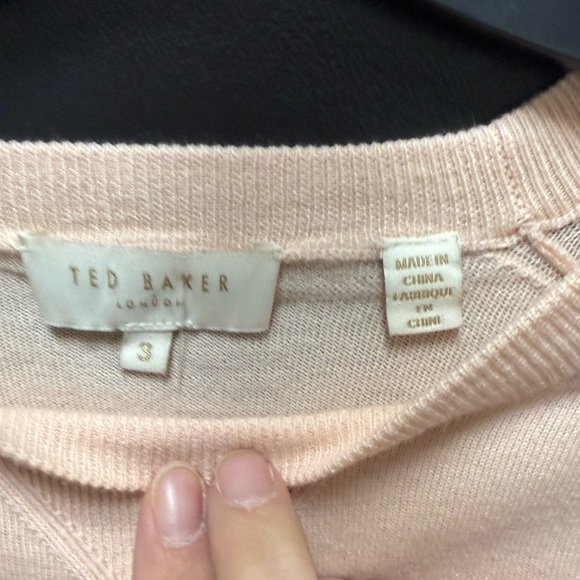 TED BAKER
LONDON
3
MADE IN
CHINA
FABRIQUE
EN
CHINE